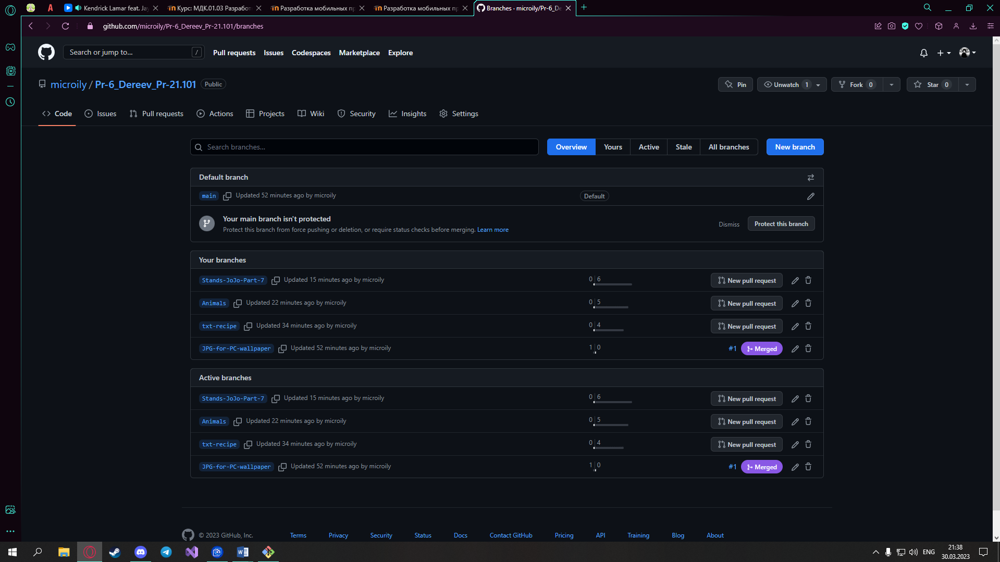 Kendrick Lamar feat. Jay
Курс: МДК.01.03 Разработ
Разработка мобильных пр
Разработка мобильных пр
Branches · microily/Pr-6_De
github.com/microily/Pr-6_Dereev_Pr-21.101/branches
Search or jump to...
/
Pull requests
Issues
Codespaces
Marketplace
Explore
microily / Pr-6_Dereev_Pr-21.101
Public
Pin
Unwatch 1
Fork 0
Star 0
Code
Issues
Pull requests
Actions
Projects
Wiki
Security
Insights
Settings
Search branches...
Overview
Yours
Active
Stale
All branches
New branch
Default branch
main
Updated 52 minutes ago by microily
Default
Your main branch isn't protected
Protect this branch from force pushing or deletion, or require status checks before merging. Learn more
Dismiss
Protect this branch
Your branches
Stands-JoJo-Part-7 Updated 15 minutes ago by microily 0 6 New pull request
Animals Updated 22 minutes ago by microily 0 5 New pull request
txt-recipe Updated 34 minutes ago by microily 0 4 New pull request
JPG-for-PC-wallpaper Updated 52 minutes ago by microily 1 0 #1 Merged
Active branches
Stands-JoJo-Part-7 Updated 15 minutes ago by microily 0 6 New pull request
Animals Updated 22 minutes ago by microily 0 5 New pull request
txt-recipe Updated 34 minutes ago by microily 0 4 New pull request
JPG-for-PC-wallpaper Updated 52 minutes ago by microily 1 0 #1 Merged
© 2023 GitHub, Inc.
Terms
Privacy
Security
Status
Docs
Contact GitHub
Pricing
API
Training
Blog
About
ENG
21:38
30.03.2023